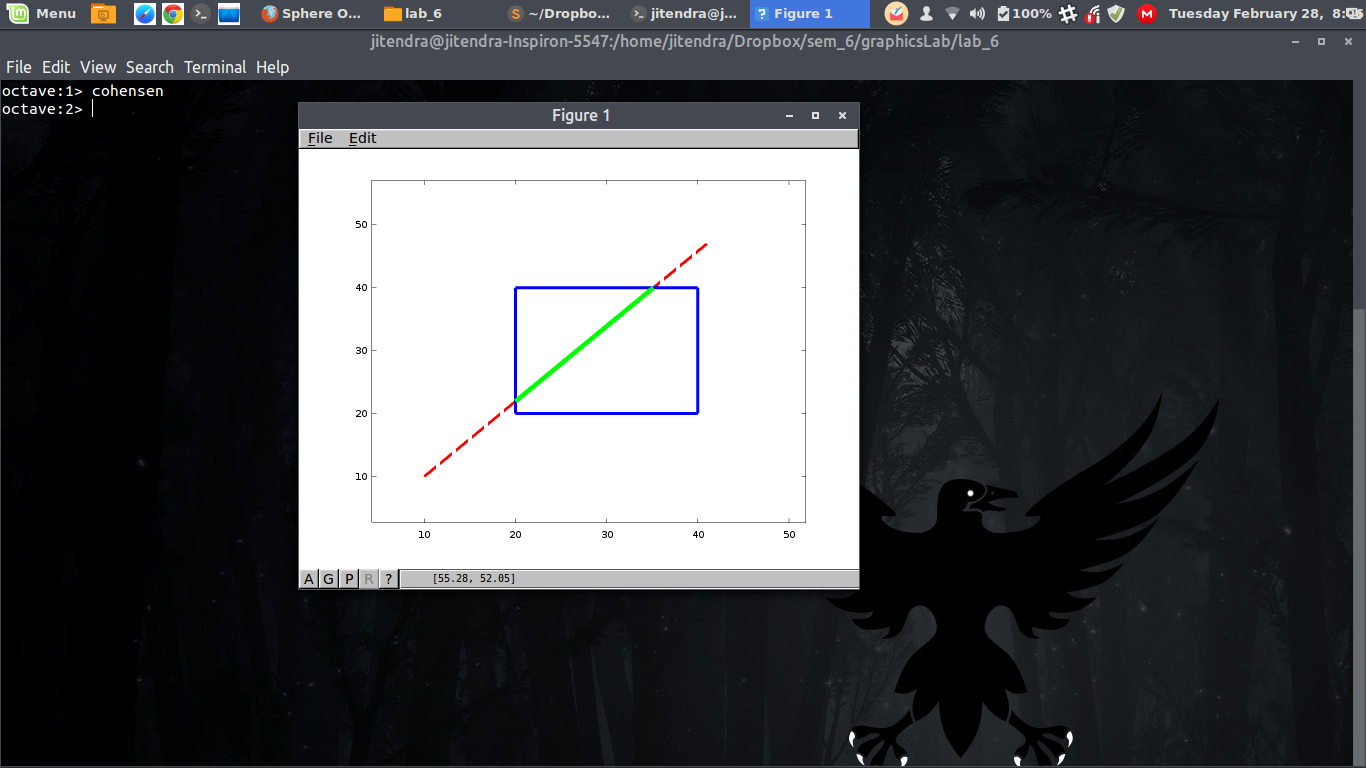 Menu Sphere O... lab_6 S ~/Dropbo... jitendra@j... ? Figure 1 100% M Tuesday February 28,
jitendra@jitendra-Inspiron-5547:/home/jitendra/Dropbox/sem_6/graphicsLab/lab_6
File Edit View Search Terminal Help
octave:1> cohensen
octave:2>
Figure 1
File Edit
50
40
30
20
10
10 20 30 40 50
A G P R ? [55.28, 52.05]